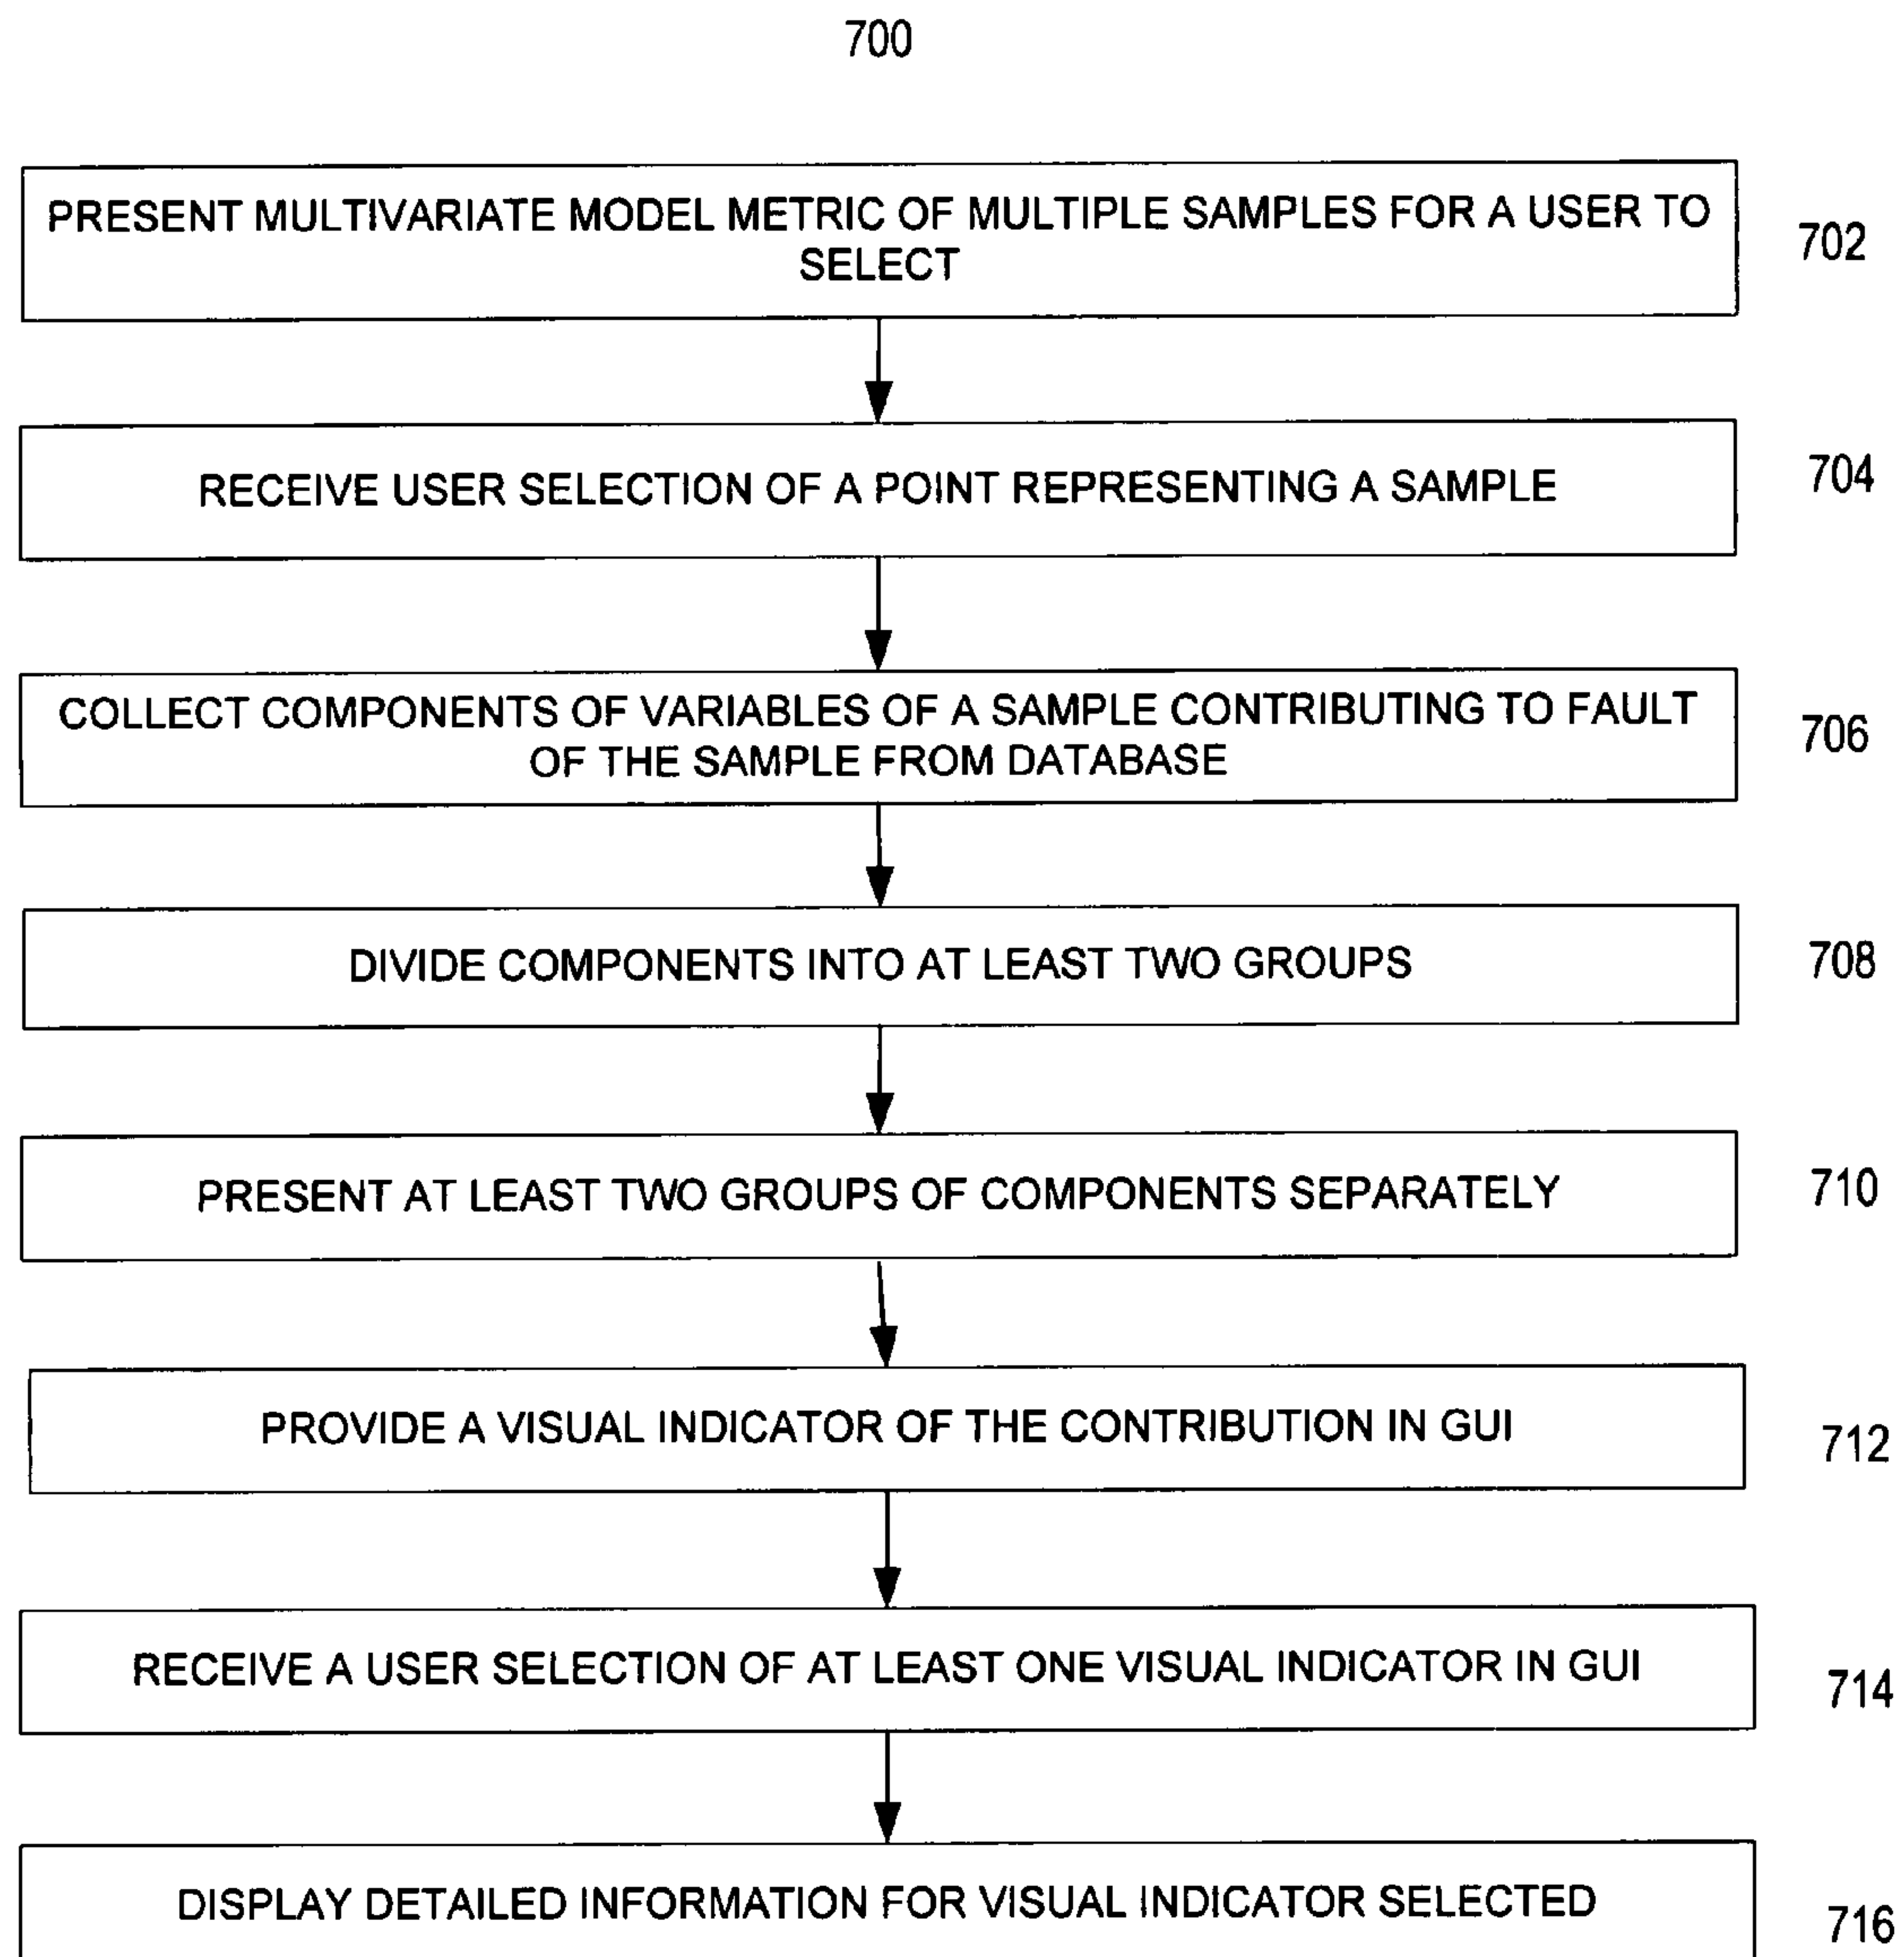 700
PRESENT MULTIVARIATE MODEL METRIC OF MULTIPLE SAMPLES FOR A USER TO
SELECT
702
RECEIVE USER SELECTION OF A POINT REPRESENTING A SAMPLE
704
COLLECT COMPONENTS OF VARIABLES OF A SAMPLE CONTRIBUTING TO FAULT
OF THE SAMPLE FROM DATABASE
706
DIVIDE COMPONENTS INTO AT LEAST TWO GROUPS
708
PRESENT AT LEAST TWO GROUPS OF COMPONENTS SEPARATELY
710
PROVIDE A VISUAL INDICATOR OF THE CONTRIBUTION IN GUI
712
RECEIVE A USER SELECTION OF AT LEAST ONE VISUAL INDICATOR IN GUI
714
DISPLAY DETAILED INFORMATION FOR VISUAL INDICATOR SELECTED
716